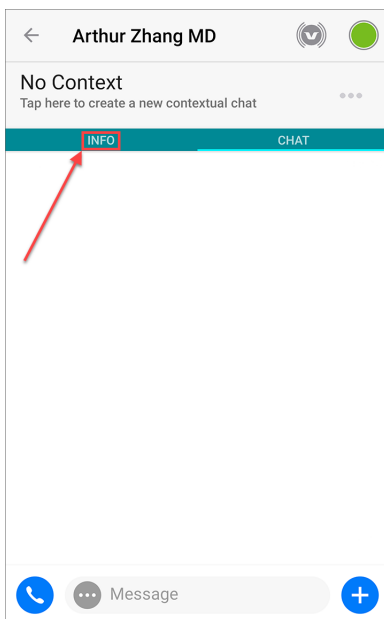 Arthur Zhang MD
No Context
Tap here to create a new contextual chat
INFO
CHAT
Message